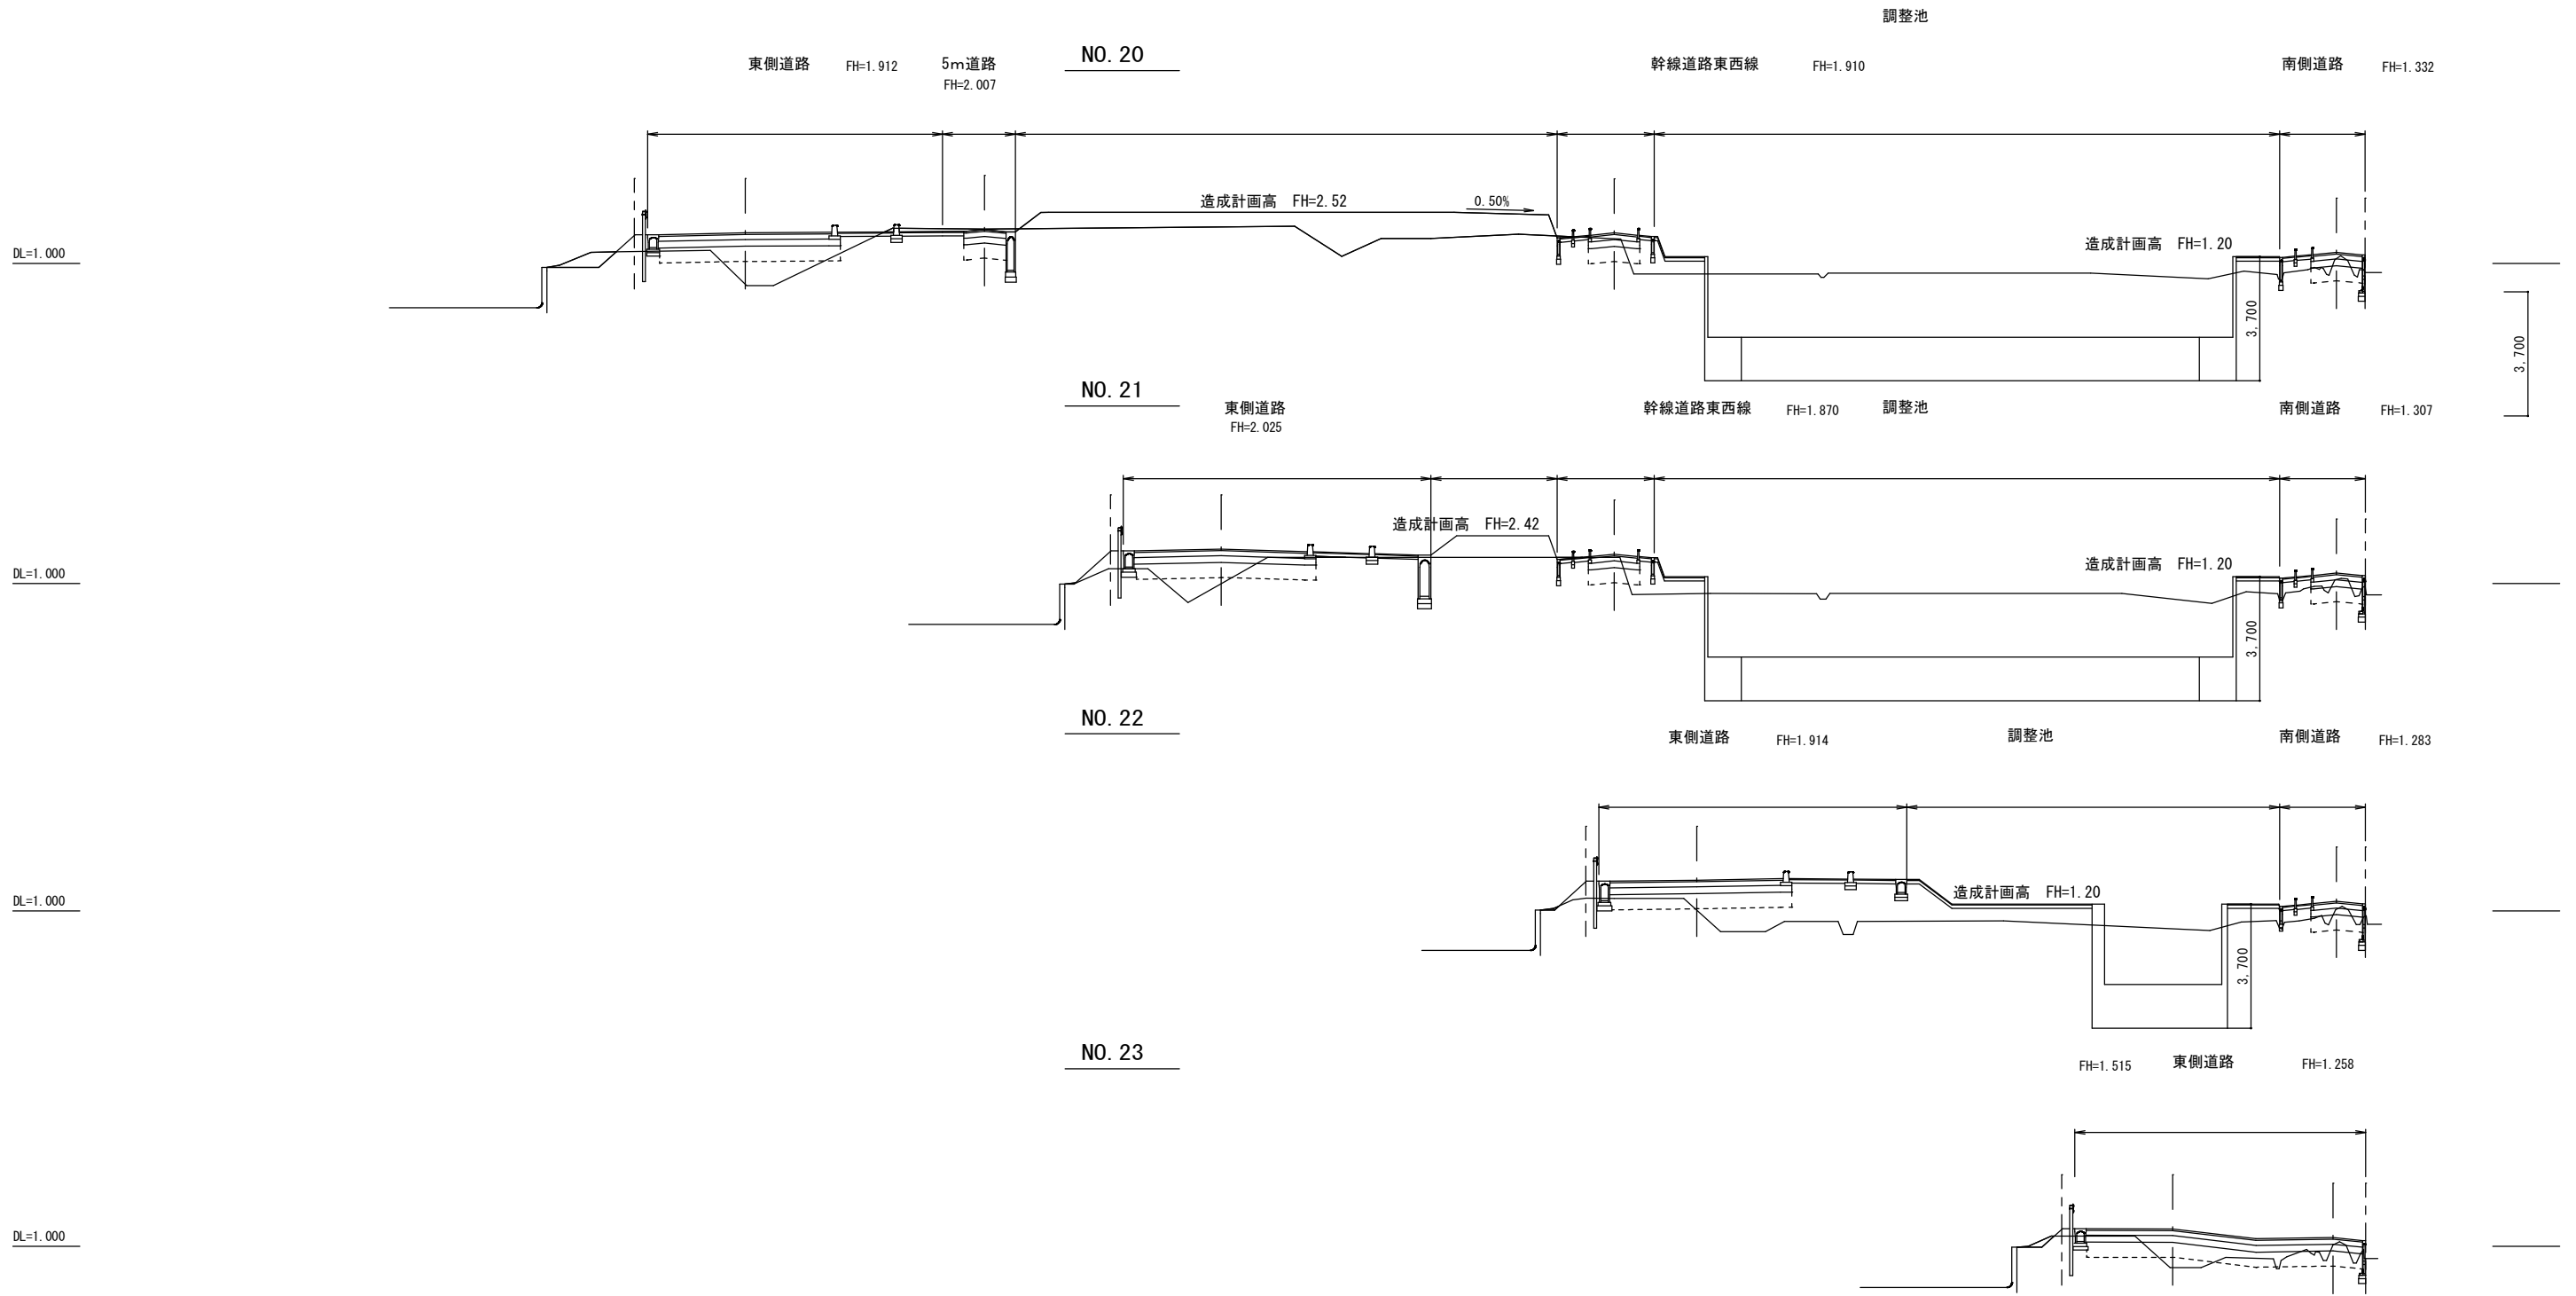 調整池
NO. 20
東側道路 FH=1.912 5m道路 幹線道路東西線 FH=1.910 南側道路 FH=1.332
FH=2.007
造成計画高 FH=2.52 0.50%
造成計画高 FH=1.20
DL=1.000
3,700
3,700
NO. 21
東側道路 幹線道路東西線 FH=1.870 調整池 南側道路 FH=1.307
FH=2.025
造成計画高 FH=2.42
造成計画高 FH=1.20
DL=1.000
3,700
NO. 22
東側道路 FH=1.914 調整池 南側道路 FH=1.283
造成計画高 FH=1.20
DL=1.000
3,700
NO. 23
FH=1.515 東側道路 FH=1.258
DL=1.000